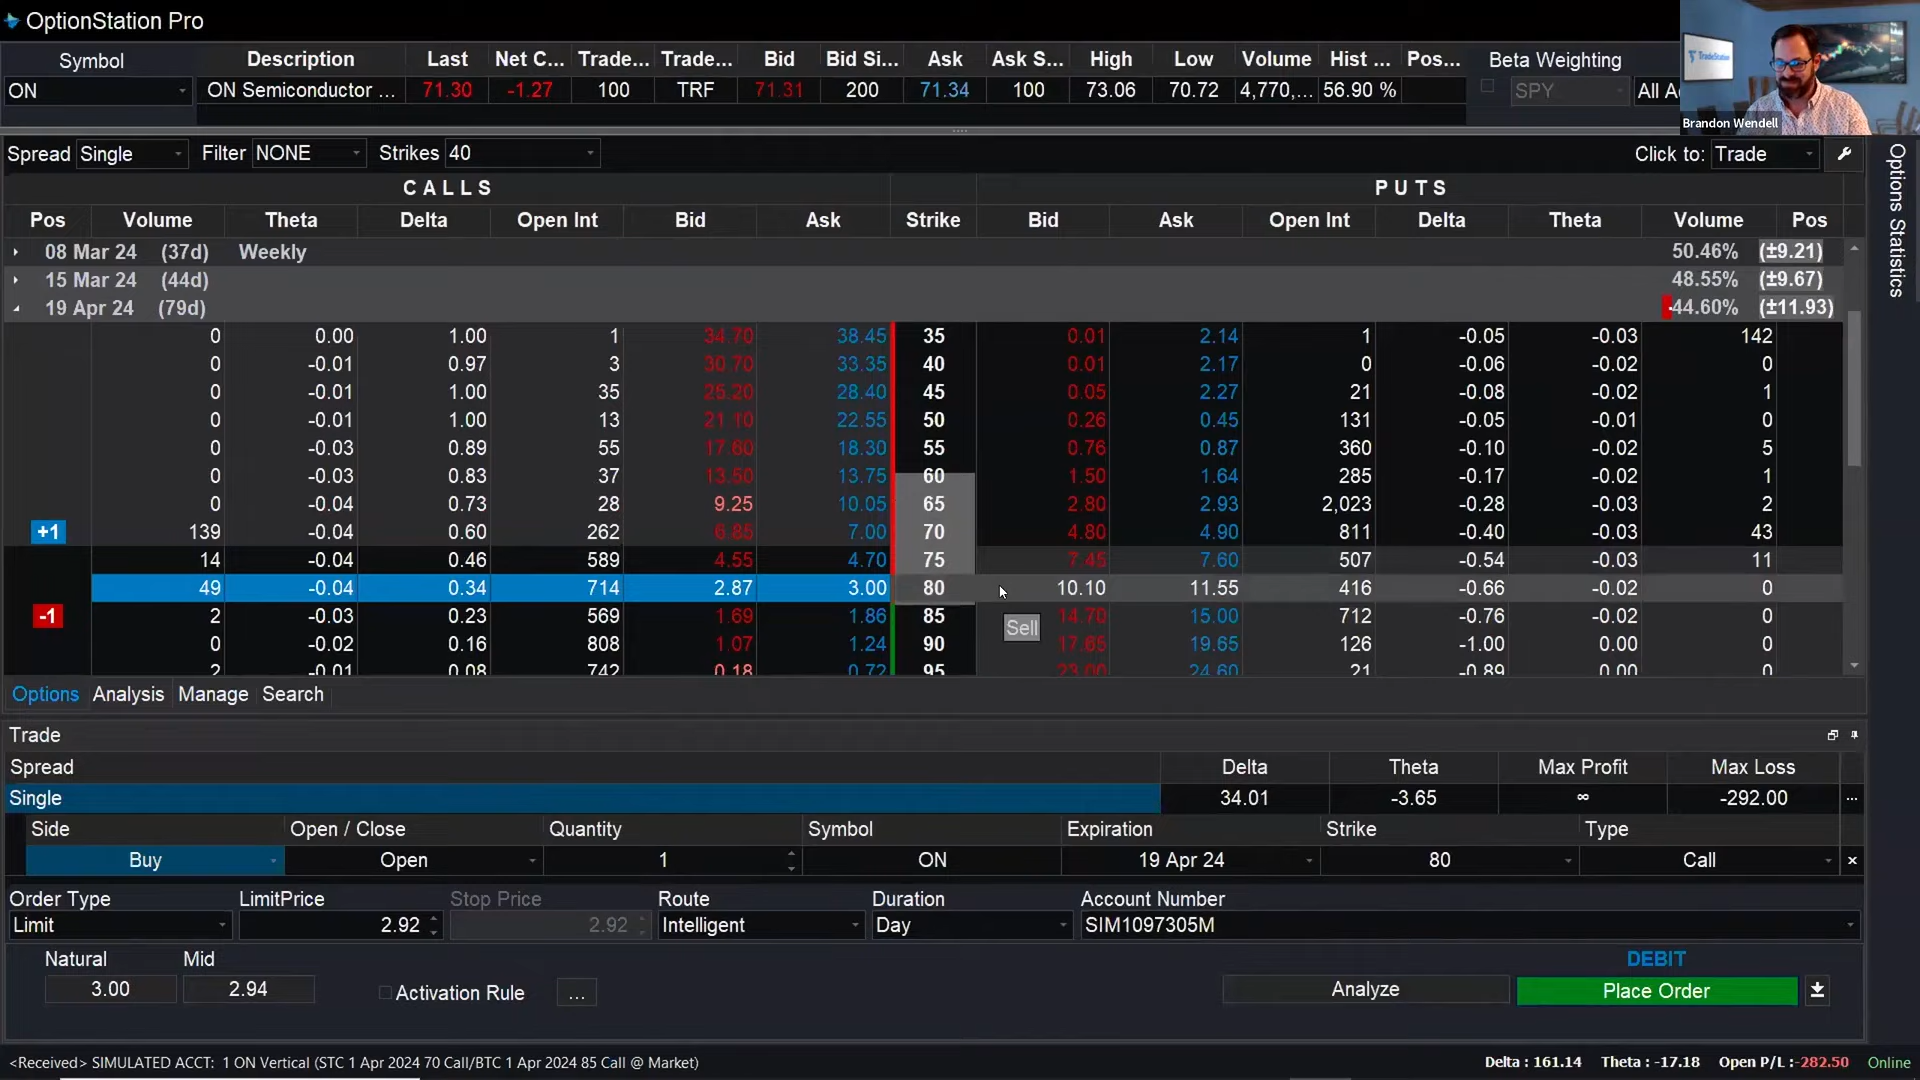 OptionStation Pro
Symbol Description Last Net C... Trade... Trade... Bid Bid Si... Ask Ask S... High Low Volume Hist ... Pos... Beta Weighting
ON ON Semiconductor ... 71.30 -1.27 100 TRF 71.31 200 71.34 100 73.06 70.72 4,770,... 56.90 % SPY All A
TradeStation
Brandon Wendell
Spread Single Filter NONE Strikes 40 Click to: Trade
Options Statistics
CALLS PUTS
Pos Volume Theta Delta Open Int Bid Ask Strike Bid Ask Open Int Delta Theta Volume Pos
08 Mar 24 (37d) Weekly 50.46% (±9.21)
15 Mar 24 (44d) 48.55% (±9.67)
19 Apr 24 (79d) 44.60% (±11.93)
0 0.00 1.00 1 34.70 38.45 35 0.01 2.14 1 -0.05 -0.03 142
0 -0.01 0.97 3 30.70 33.35 40 0.01 2.17 0 -0.06 -0.02 0
0 -0.01 1.00 35 25.20 28.40 45 0.05 2.27 21 -0.08 -0.02 1
0 -0.01 1.00 13 21.10 22.55 50 0.26 0.45 131 -0.05 -0.01 0
0 -0.03 0.89 55 17.60 18.30 55 0.76 0.87 360 -0.10 -0.02 5
0 -0.03 0.83 37 13.50 13.75 60 1.50 1.64 285 -0.17 -0.02 1
0 -0.04 0.73 28 9.25 10.05 65 2.80 2.93 2,023 -0.28 -0.03 2
+1 139 -0.04 0.60 262 6.85 7.00 70 4.80 4.90 811 -0.40 -0.03 43
14 -0.04 0.46 589 4.55 4.70 75 7.45 7.60 507 -0.54 -0.03 11
49 -0.04 0.34 714 2.87 3.00 80 10.10 11.55 416 -0.66 -0.02 0
-1 2 -0.03 0.23 569 1.69 1.86 85 14.70 15.00 712 -0.76 -0.02 0
Sell
0 -0.02 0.16 808 1.07 1.24 90 17.65 19.65 126 -1.00 0.00 0
2 -0.01 0.08 742 0.18 0.72 95 23.00 24.60 21 -0.89 0.00 0
Options Analysis Manage Search
Trade
Spread Delta Theta Max Profit Max Loss
Single 34.01 -3.65 ∞ -292.00 ...
Side Open / Close Quantity Symbol Expiration Strike Type
Buy Open 1 ON 19 Apr 24 80 Call
Order Type LimitPrice Stop Price Route Duration Account Number
Limit 2.92 2.92 Intelligent Day SIM1097305M
Natural Mid DEBIT
3.00 2.94 Activation Rule ... Analyze Place Order
<Received> SIMULATED ACCT: 1 ON Vertical (STC 1 Apr 2024 70 Call/BTC 1 Apr 2024 85 Call @ Market) Delta : 161.14 Theta : -17.18 Open P/L :-282.50 Online